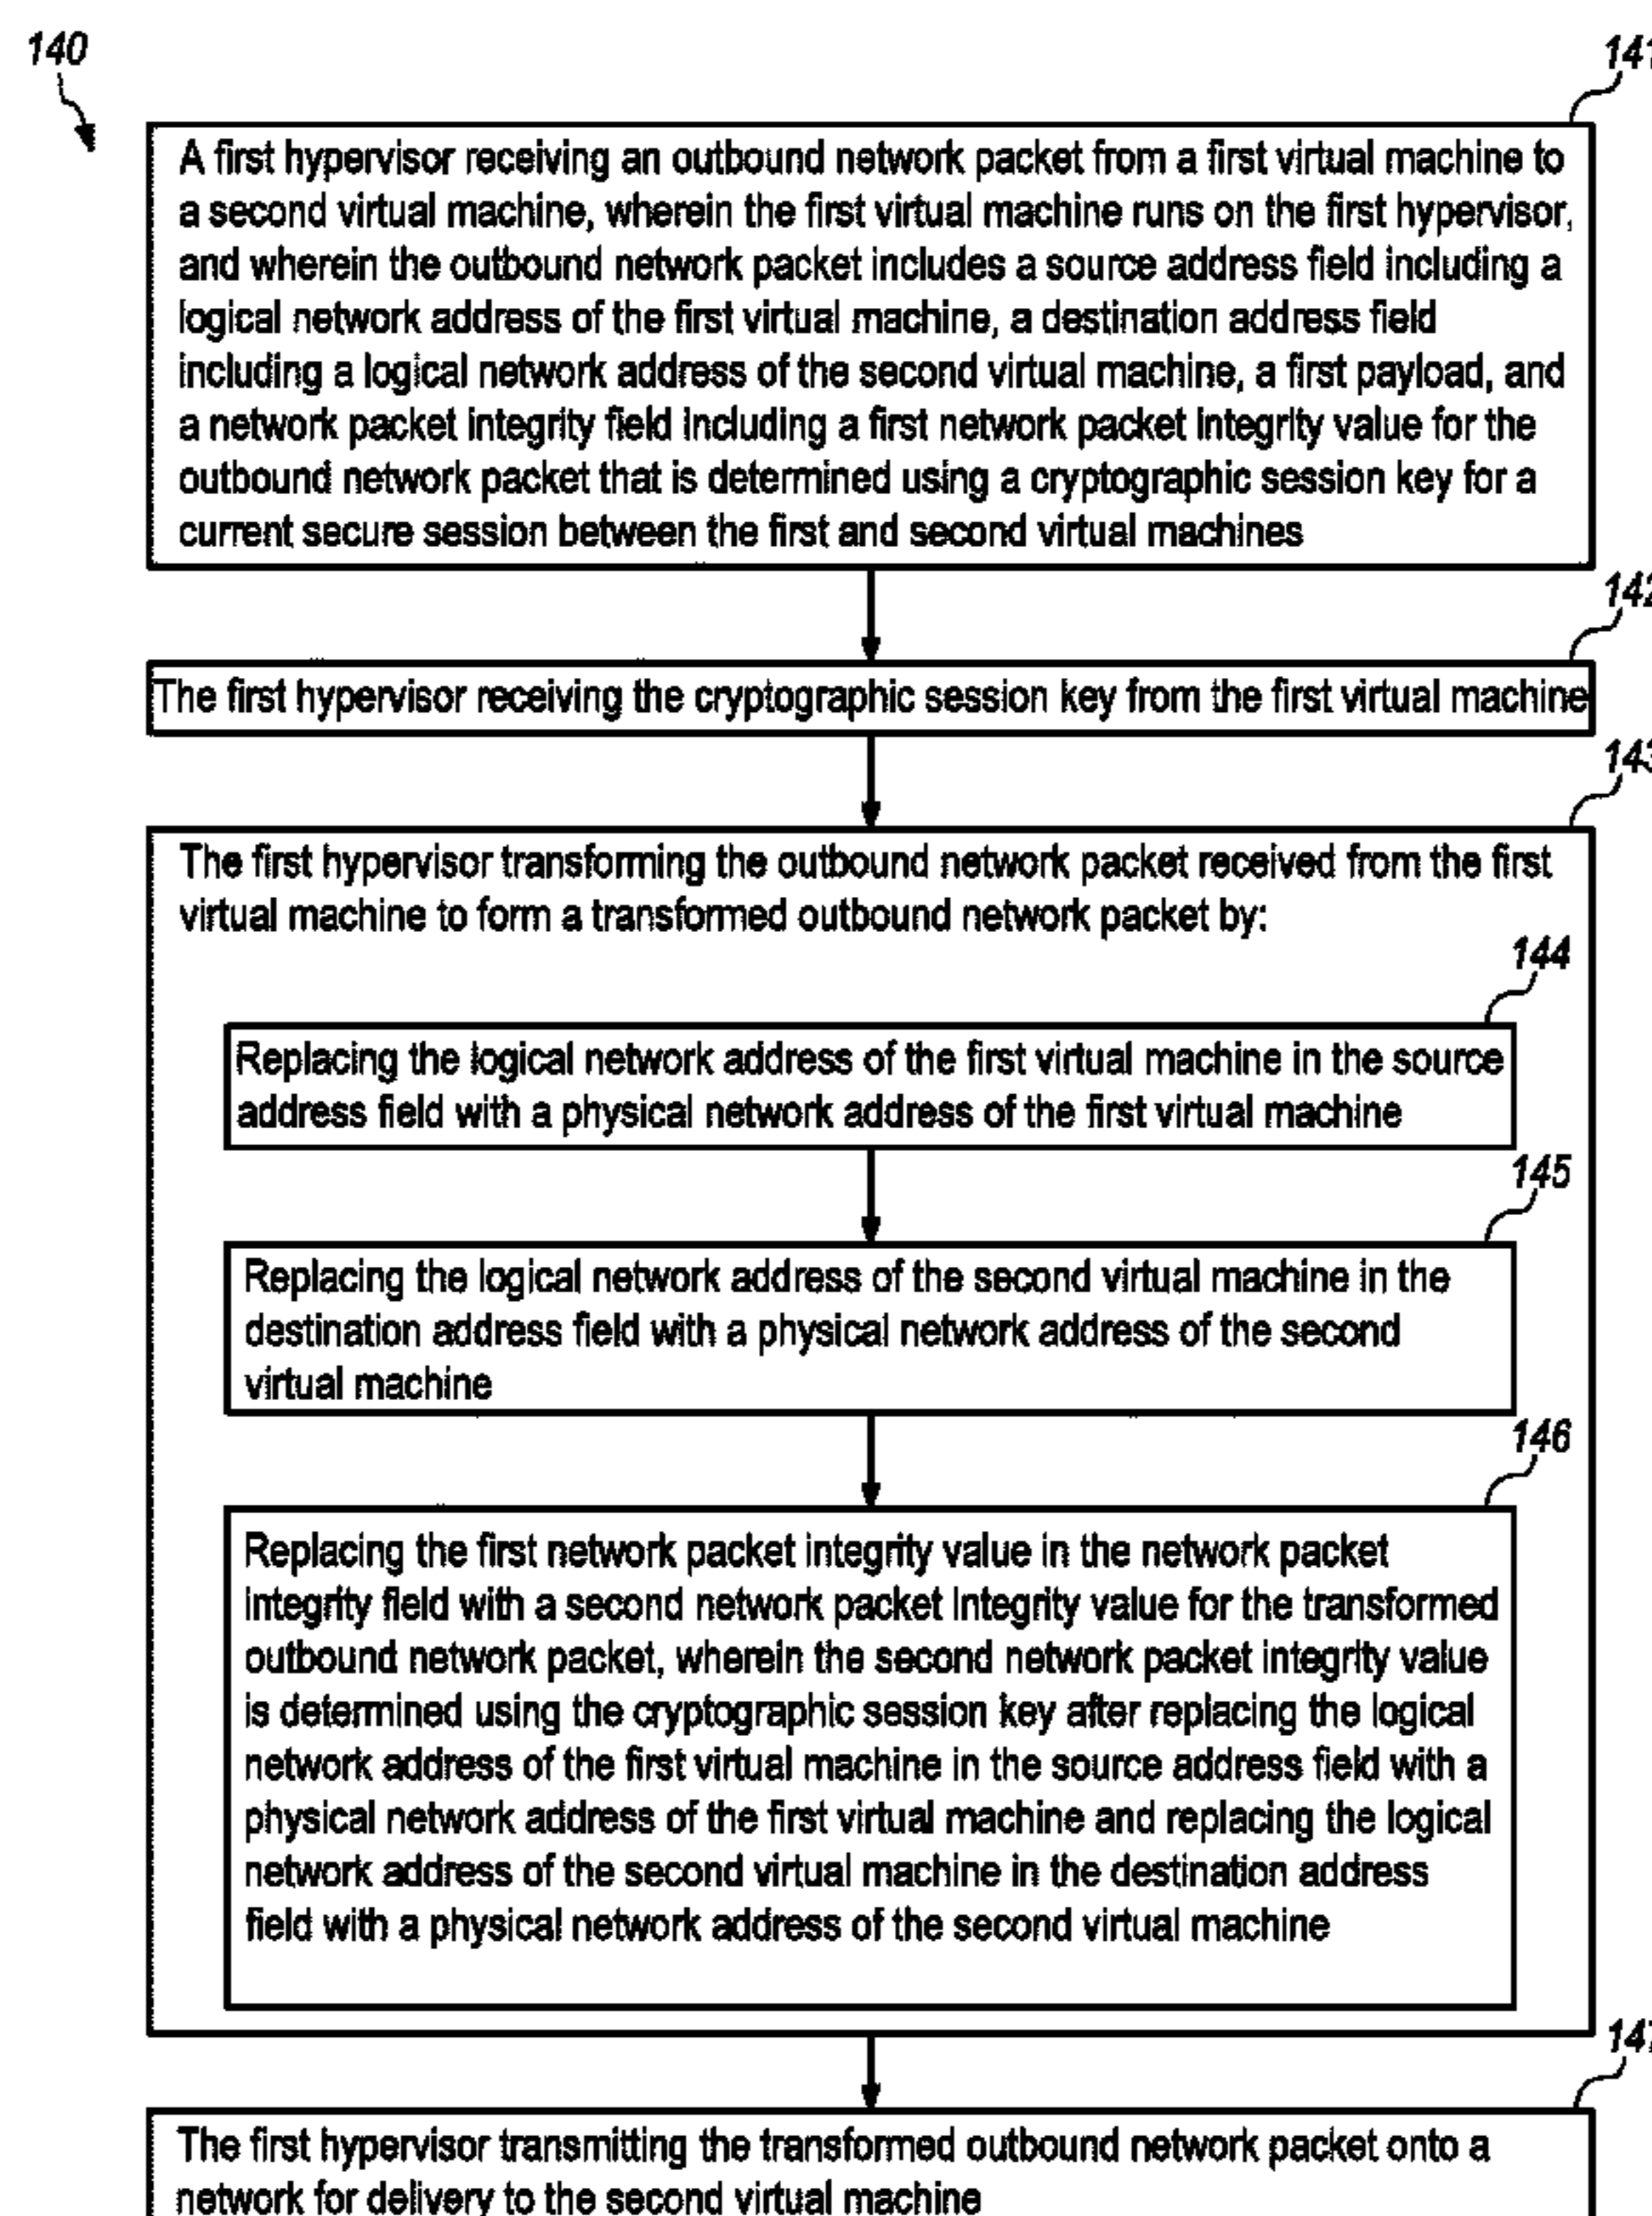 140
141
A first hypervisor receiving an outbound network packet from a first virtual machine to
a second virtual machine, wherein the first virtual machine runs on the first hypervisor,
and wherein the outbound network packet includes a source address field including a
logical network address of the first virtual machine, a destination address field
including a logical network address of the second virtual machine, a first payload, and
a network packet integrity field including a first network packet integrity value for the
outbound network packet that is determined using a cryptographic session key for a
current secure session between the first and second virtual machines
142
The first hypervisor receiving the cryptographic session key from the first virtual machine
143
The first hypervisor transforming the outbound network packet received from the first
virtual machine to form a transformed outbound network packet by:
144
Replacing the logical network address of the first virtual machine in the source
address field with a physical network address of the first virtual machine
145
Replacing the logical network address of the second virtual machine in the
destination address field with a physical network address of the second
virtual machine
146
Replacing the first network packet integrity value in the network packet
integrity field with a second network packet integrity value for the transformed
outbound network packet, wherein the second network packet integrity value
is determined using the cryptographic session key after replacing the logical
network address of the first virtual machine in the source address field with a
physical network address of the first virtual machine and replacing the logical
network address of the second virtual machine in the destination address
field with a physical network address of the second virtual machine
147
The first hypervisor transmitting the transformed outbound network packet onto a
network for delivery to the second virtual machine